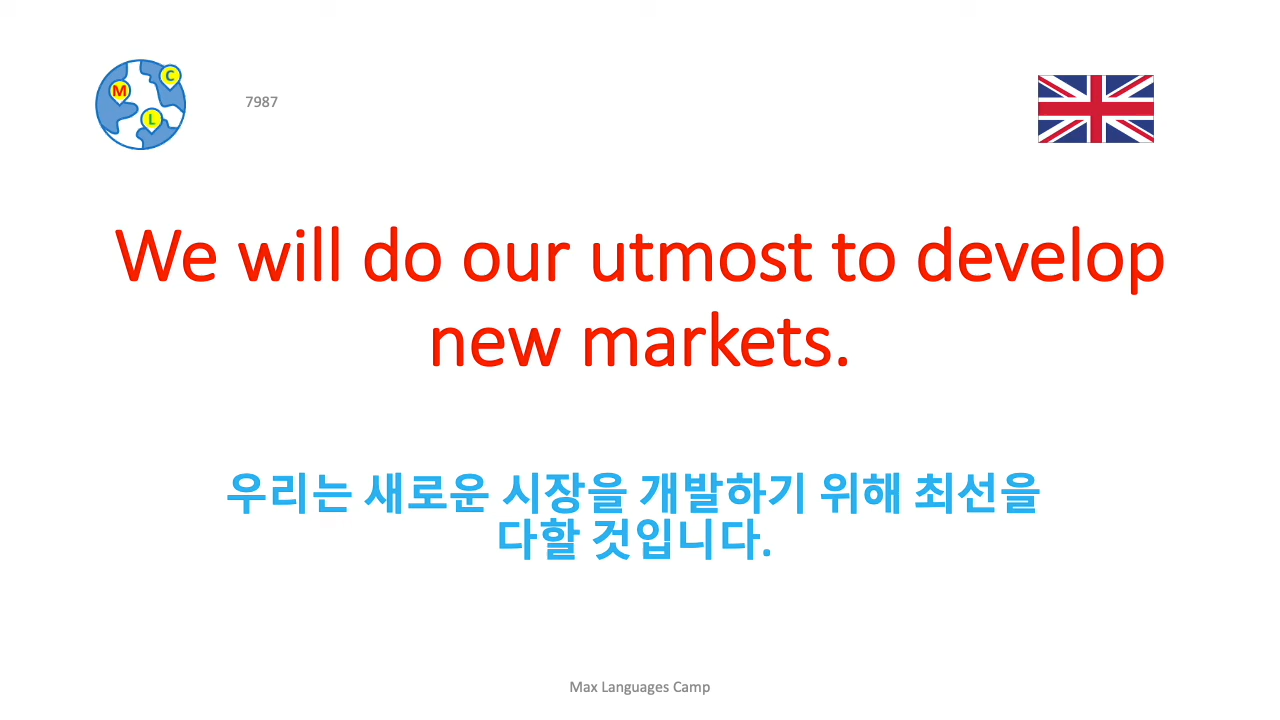 M
C
L
7987
We will do our utmost to develop
new markets.
우리는 새로운 시장을 개발하기 위해 최선을
다할 것입니다.
Max Languages Camp